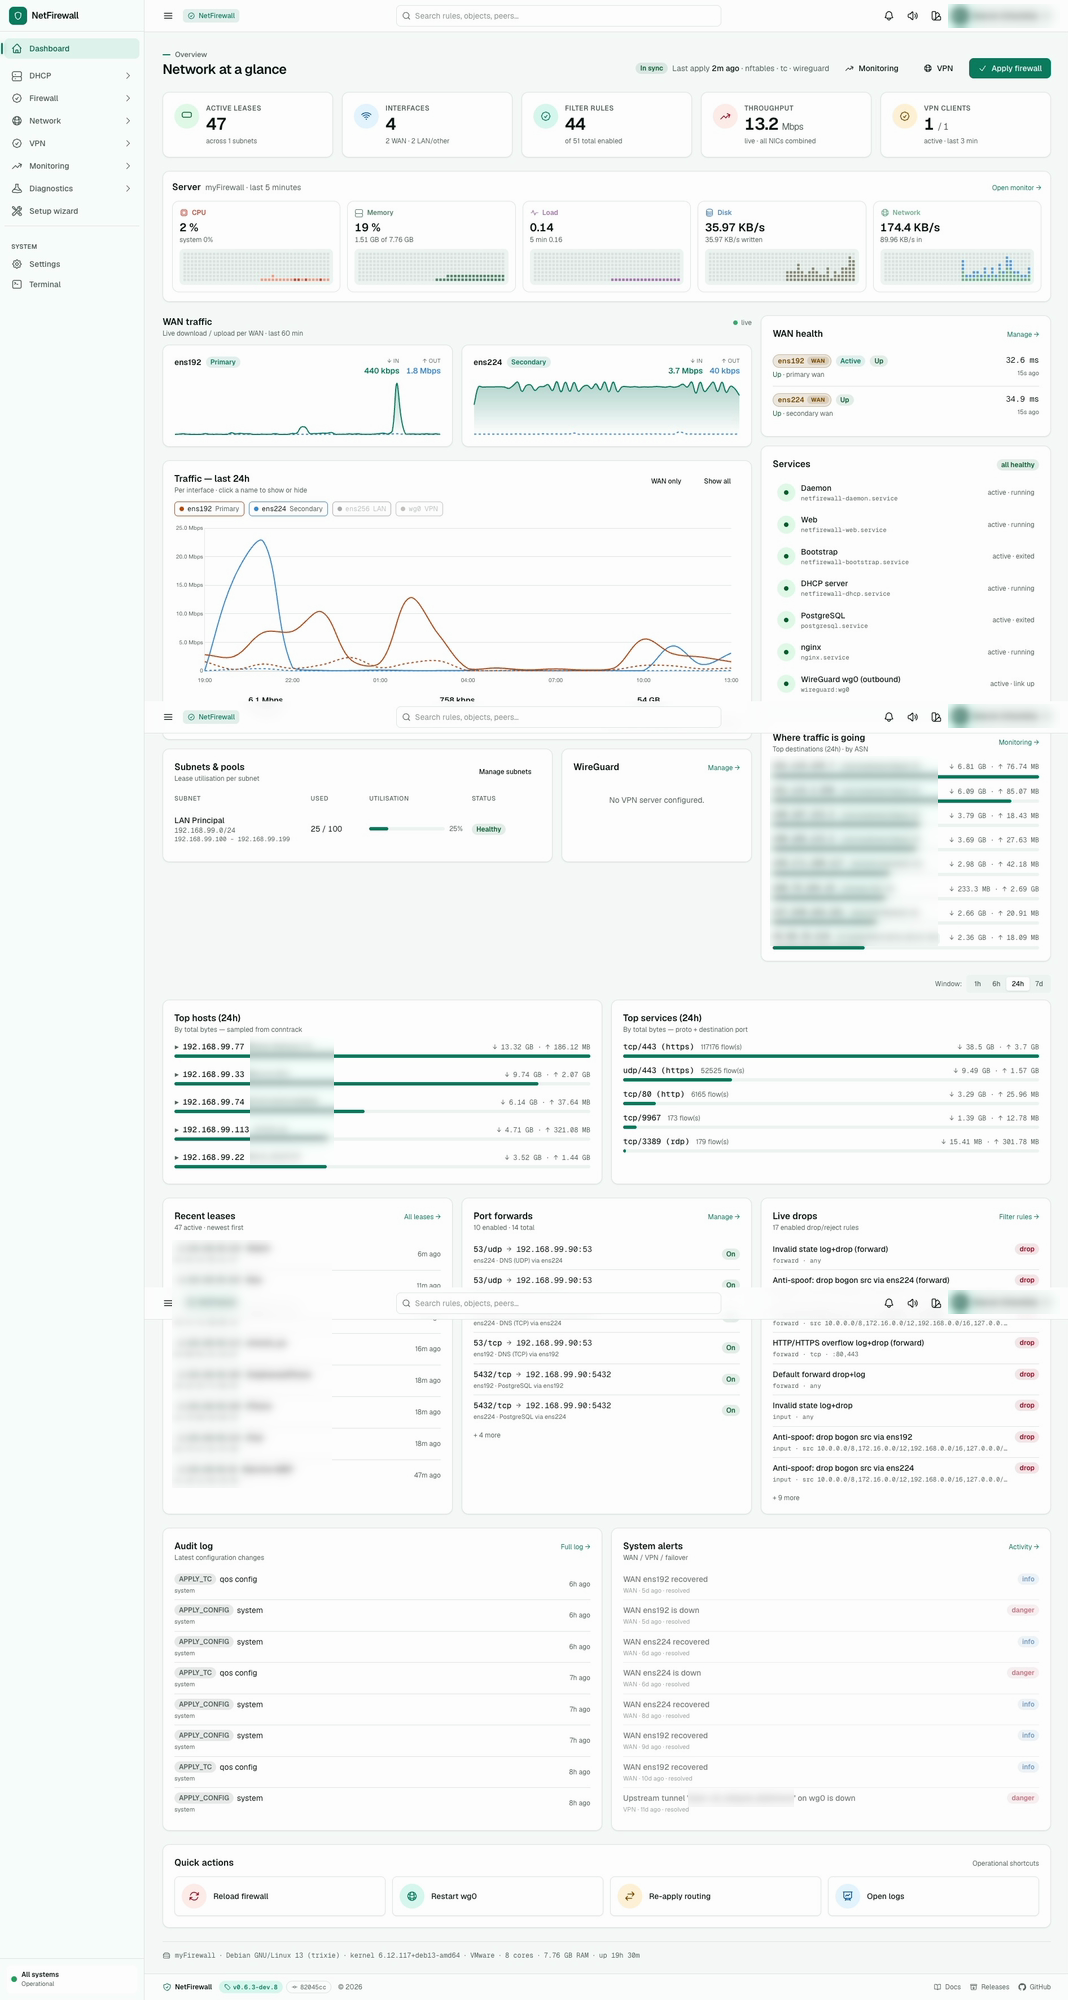 NetFirewall
NetFirewall
Search rules, objects, peers...
Dashboard
DHCP
Firewall
Network
VPN
Monitoring
Diagnostics
Setup wizard
SYSTEM
Settings
Terminal
Overview
Network at a glance
In sync Last apply 2m ago · nftables · tc · wireguard
Monitoring
VPN
Apply firewall
ACTIVE LEASES
47
across 1 subnets
INTERFACES
4
2 WAN · 2 LAN/other
FILTER RULES
44
of 51 total enabled
THROUGHPUT
13.2 Mbps
live · all NICs combined
VPN CLIENTS
1 / 1
active · last 3 min
Server myFirewall · last 5 minutes
Open monitor →
CPU
2 %
system 0%
Memory
19 %
1.51 GB of 7.76 GB
Load
0.14
5 min 0.16
Disk
35.97 KB/s
35.97 KB/s written
Network
174.4 KB/s
89.96 KB/s in
WAN traffic
Live download / upload per WAN · last 60 min
live
ens192 Primary
↓ IN ↑ OUT
440 kbps 1.8 Mbps
ens224 Secondary
↓ IN ↑ OUT
3.7 Mbps 40 kbps
WAN health
Manage →
ens192 WAN Active Up
32.6 ms
Up · primary wan
15s ago
ens224 WAN Up
34.9 ms
Up · secondary wan
15s ago
Traffic — last 24h
Per interface · click a name to show or hide
WAN only
Show all
ens192 Primary
ens224 Secondary
ens256 LAN
wg0 VPN
25.0 Mbps
20.0 Mbps
15.0 Mbps
10.0 Mbps
5.0 Mbps
0
19:00 22:00 01:00 04:00 07:00 10:00 13:00
6.1 Mbps 758 kbps 54 GB
Services
all healthy
Daemon
netfirewall-daemon.service
active · running
Web
netfirewall-web.service
active · running
Bootstrap
netfirewall-bootstrap.service
active · exited
DHCP server
netfirewall-dhcp.service
active · running
PostgreSQL
postgresql.service
active · exited
nginx
nginx.service
active · running
WireGuard wg0 (outbound)
wireguard:wg0
active · link up
NetFirewall
Search rules, objects, peers...
Subnets & pools
Lease utilisation per subnet
Manage subnets
SUBNET USED UTILISATION STATUS
LAN Principal
192.168.99.0/24
192.168.99.100 - 192.168.99.199
25 / 100
25%
Healthy
WireGuard
Manage →
No VPN server configured.
Where traffic is going
Top destinations (24h) · by ASN
Monitoring →
↓ 6.81 GB · ↑ 76.74 MB
↓ 6.09 GB · ↑ 85.07 MB
↓ 3.79 GB · ↑ 18.43 MB
↓ 3.69 GB · ↑ 27.63 MB
↓ 2.98 GB · ↑ 42.18 MB
↓ 233.3 MB · ↑ 2.69 GB
↓ 2.66 GB · ↑ 20.91 MB
↓ 2.36 GB · ↑ 18.09 MB
Window: 1h 6h 24h 7d
Top hosts (24h)
By total bytes — sampled from conntrack
192.168.99.77
↓ 13.32 GB · ↑ 186.12 MB
192.168.99.33
↓ 9.74 GB · ↑ 2.07 GB
192.168.99.74
↓ 6.14 GB · ↑ 37.64 MB
192.168.99.113
↓ 4.71 GB · ↑ 321.08 MB
192.168.99.22
↓ 3.52 GB · ↑ 1.44 GB
Top services (24h)
By total bytes — proto + destination port
tcp/443 (https) 117176 flow(s)
↓ 38.5 GB · ↑ 3.7 GB
udp/443 (https) 52525 flow(s)
↓ 9.49 GB · ↑ 1.57 GB
tcp/80 (http) 6165 flow(s)
↓ 3.29 GB · ↑ 25.96 MB
tcp/9967 173 flow(s)
↓ 1.39 GB · ↑ 12.78 MB
tcp/3389 (rdp) 179 flow(s)
↓ 15.41 MB · ↑ 301.78 MB
Recent leases
47 active · newest first
All leases →
6m ago
11m ago
16m ago
18m ago
18m ago
18m ago
47m ago
Port forwards
10 enabled · 14 total
Manage →
53/udp → 192.168.99.90:53
ens224 · DNS (UDP) via ens224
On
53/udp → 192.168.99.90:53
ens224 · DNS (TCP) via ens224
53/tcp → 192.168.99.90:53
ens192 · DNS (TCP) via ens192
On
5432/tcp → 192.168.99.90:5432
ens192 · PostgreSQL via ens192
On
5432/tcp → 192.168.99.90:5432
ens224 · PostgreSQL via ens224
On
+ 4 more
Live drops
17 enabled drop/reject rules
Filter rules →
Invalid state log+drop (forward)
forward · any
drop
Anti-spoof: drop bogon src via ens224 (forward)
drop
NetFirewall
Search rules, objects, peers...
forward · src 10.0.0.0/8,172.16.0.0/12,192.168.0.0/16,127.0.0.…
HTTP/HTTPS overflow log+drop (forward)
forward · tcp · :80,443
drop
Default forward drop+log
forward · any
drop
Invalid state log+drop
input · any
drop
Anti-spoof: drop bogon src via ens192
input · src 10.0.0.0/8,172.16.0.0/12,192.168.0.0/16,127.0.0.0/…
drop
Anti-spoof: drop bogon src via ens224
input · src 10.0.0.0/8,172.16.0.0/12,192.168.0.0/16,127.0.0.0/…
drop
+ 9 more
Audit log
Latest configuration changes
Full log →
APPLY_TC qos config
system
6h ago
APPLY_CONFIG system
system
6h ago
APPLY_CONFIG system
system
6h ago
APPLY_TC qos config
system
7h ago
APPLY_CONFIG system
system
7h ago
APPLY_CONFIG system
system
7h ago
APPLY_TC qos config
system
8h ago
APPLY_CONFIG system
system
8h ago
System alerts
WAN / VPN / failover
Activity →
WAN ens192 recovered
WAN · 5d ago · resolved
info
WAN ens192 is down
WAN · 5d ago · resolved
danger
WAN ens224 recovered
WAN · 6d ago · resolved
info
WAN ens224 is down
WAN · 6d ago · resolved
danger
WAN ens224 recovered
WAN · 8d ago · resolved
info
WAN ens192 recovered
WAN · 9d ago · resolved
info
WAN ens192 recovered
WAN · 10d ago · resolved
info
Upstream tunnel ' ' on wg0 is down
VPN · 11d ago · resolved
danger
Quick actions
Operational shortcuts
Reload firewall
Restart wg0
Re-apply routing
Open logs
myFirewall · Debian GNU/Linux 13 (trixie) · kernel 6.12.117+deb13-amd64 · VMware · 8 cores · 7.76 GB RAM · up 19h 30m
All systems
Operational
NetFirewall v0.6.3-dev.8 82045cc © 2026
Docs Releases GitHub